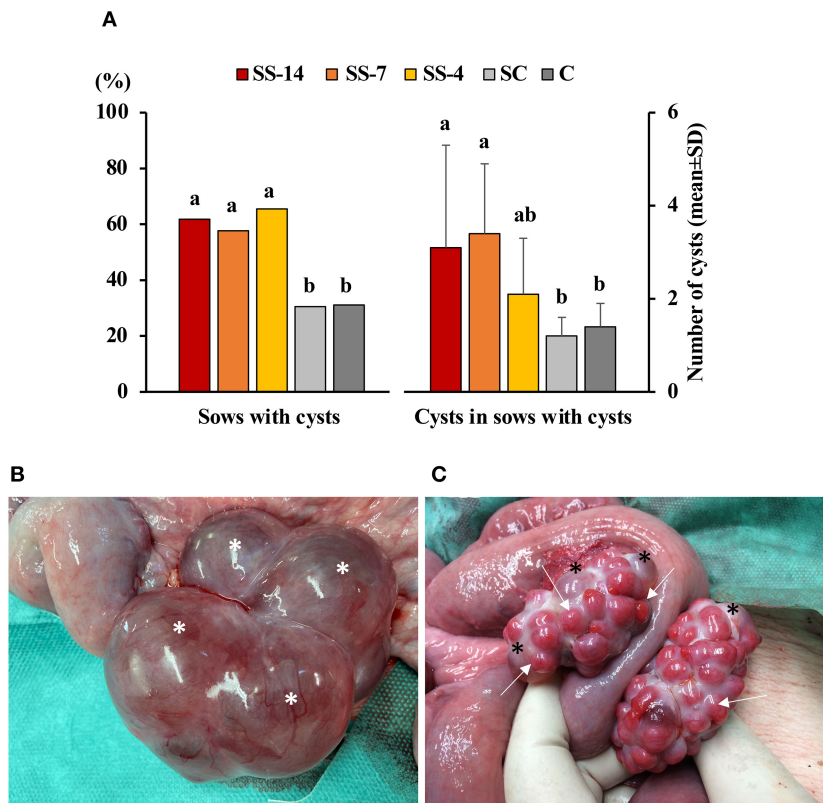 A
(%)
SS-14 SS-7 SS-4 SC C
100
80
60
40
20
0
a a a b b
a a ab b b
6
4
2
0
Number of cysts (mean±SD)
Sows with cysts
Cysts in sows with cysts
B
* * * *
C
* * * *